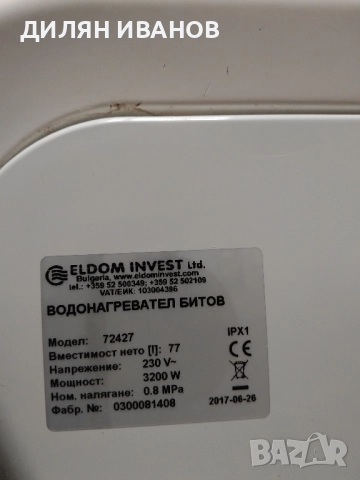 ДИЛЯН ИВАНОВ
ELDOM INVEST Ltd.
Bulgaria, www.eldominvest.com
tel.: +359 52 500349; +359 52 502109
VAT/ЕИК: 103004396
ВОДОНАГРЕВАТЕЛ БИТОВ
Модел: 72427 IPX1
Вместимост нето [l]: 77
Напрежение: 230 V~ CE
Мощност: 3200 W
Ном. налягане: 0.8 MPa
Фабр. №: 0300081408 2017-06-26
bazar